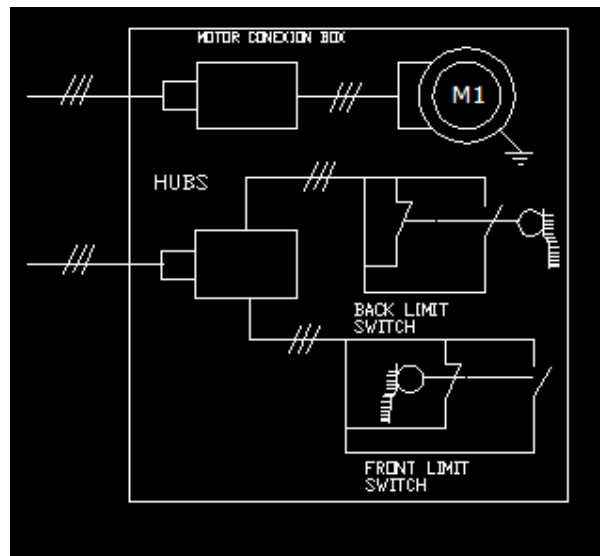 MOTOR CONEXION BOX
M1
HUBS
BACK LIMIT
SWITCH
FRONT LIMIT
SWITCH